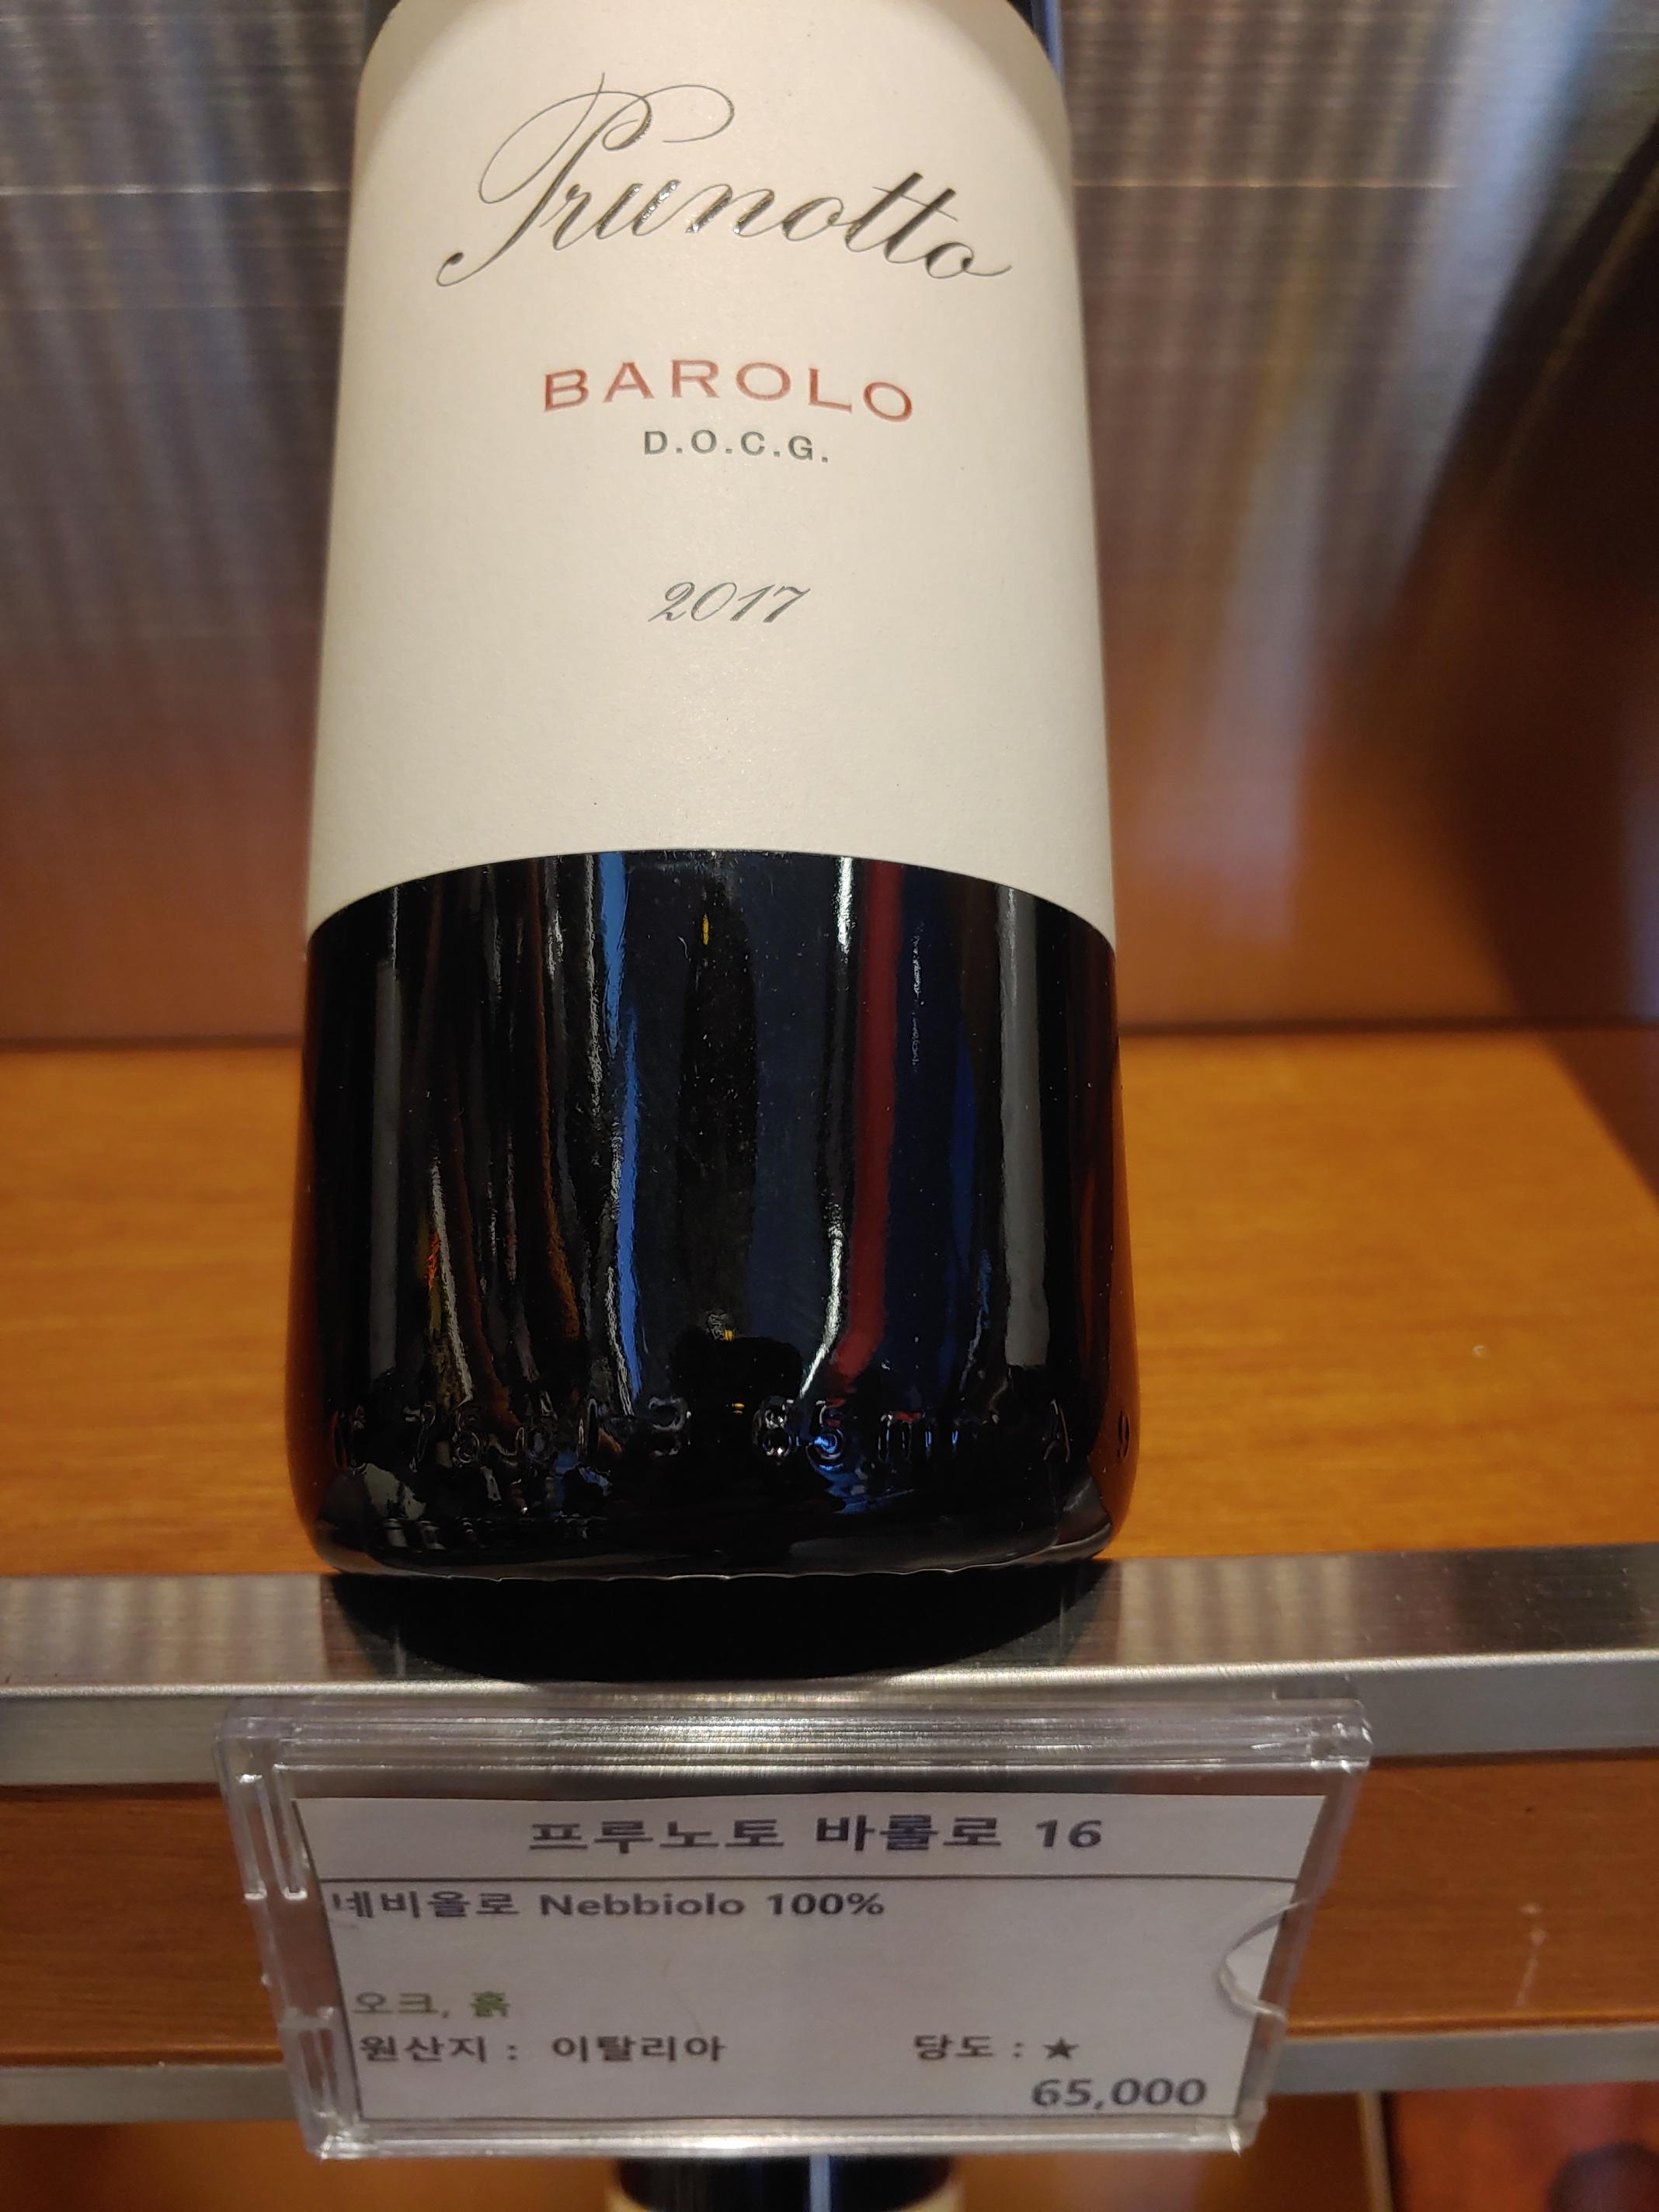 Prunotto
BAROLO
D.O.C.G.
2017
프루노토 바롤로 16
네비올로 Nebbiolo 100%
오크, 흙
원산지 : 이탈리아 당도 : ★
65,000